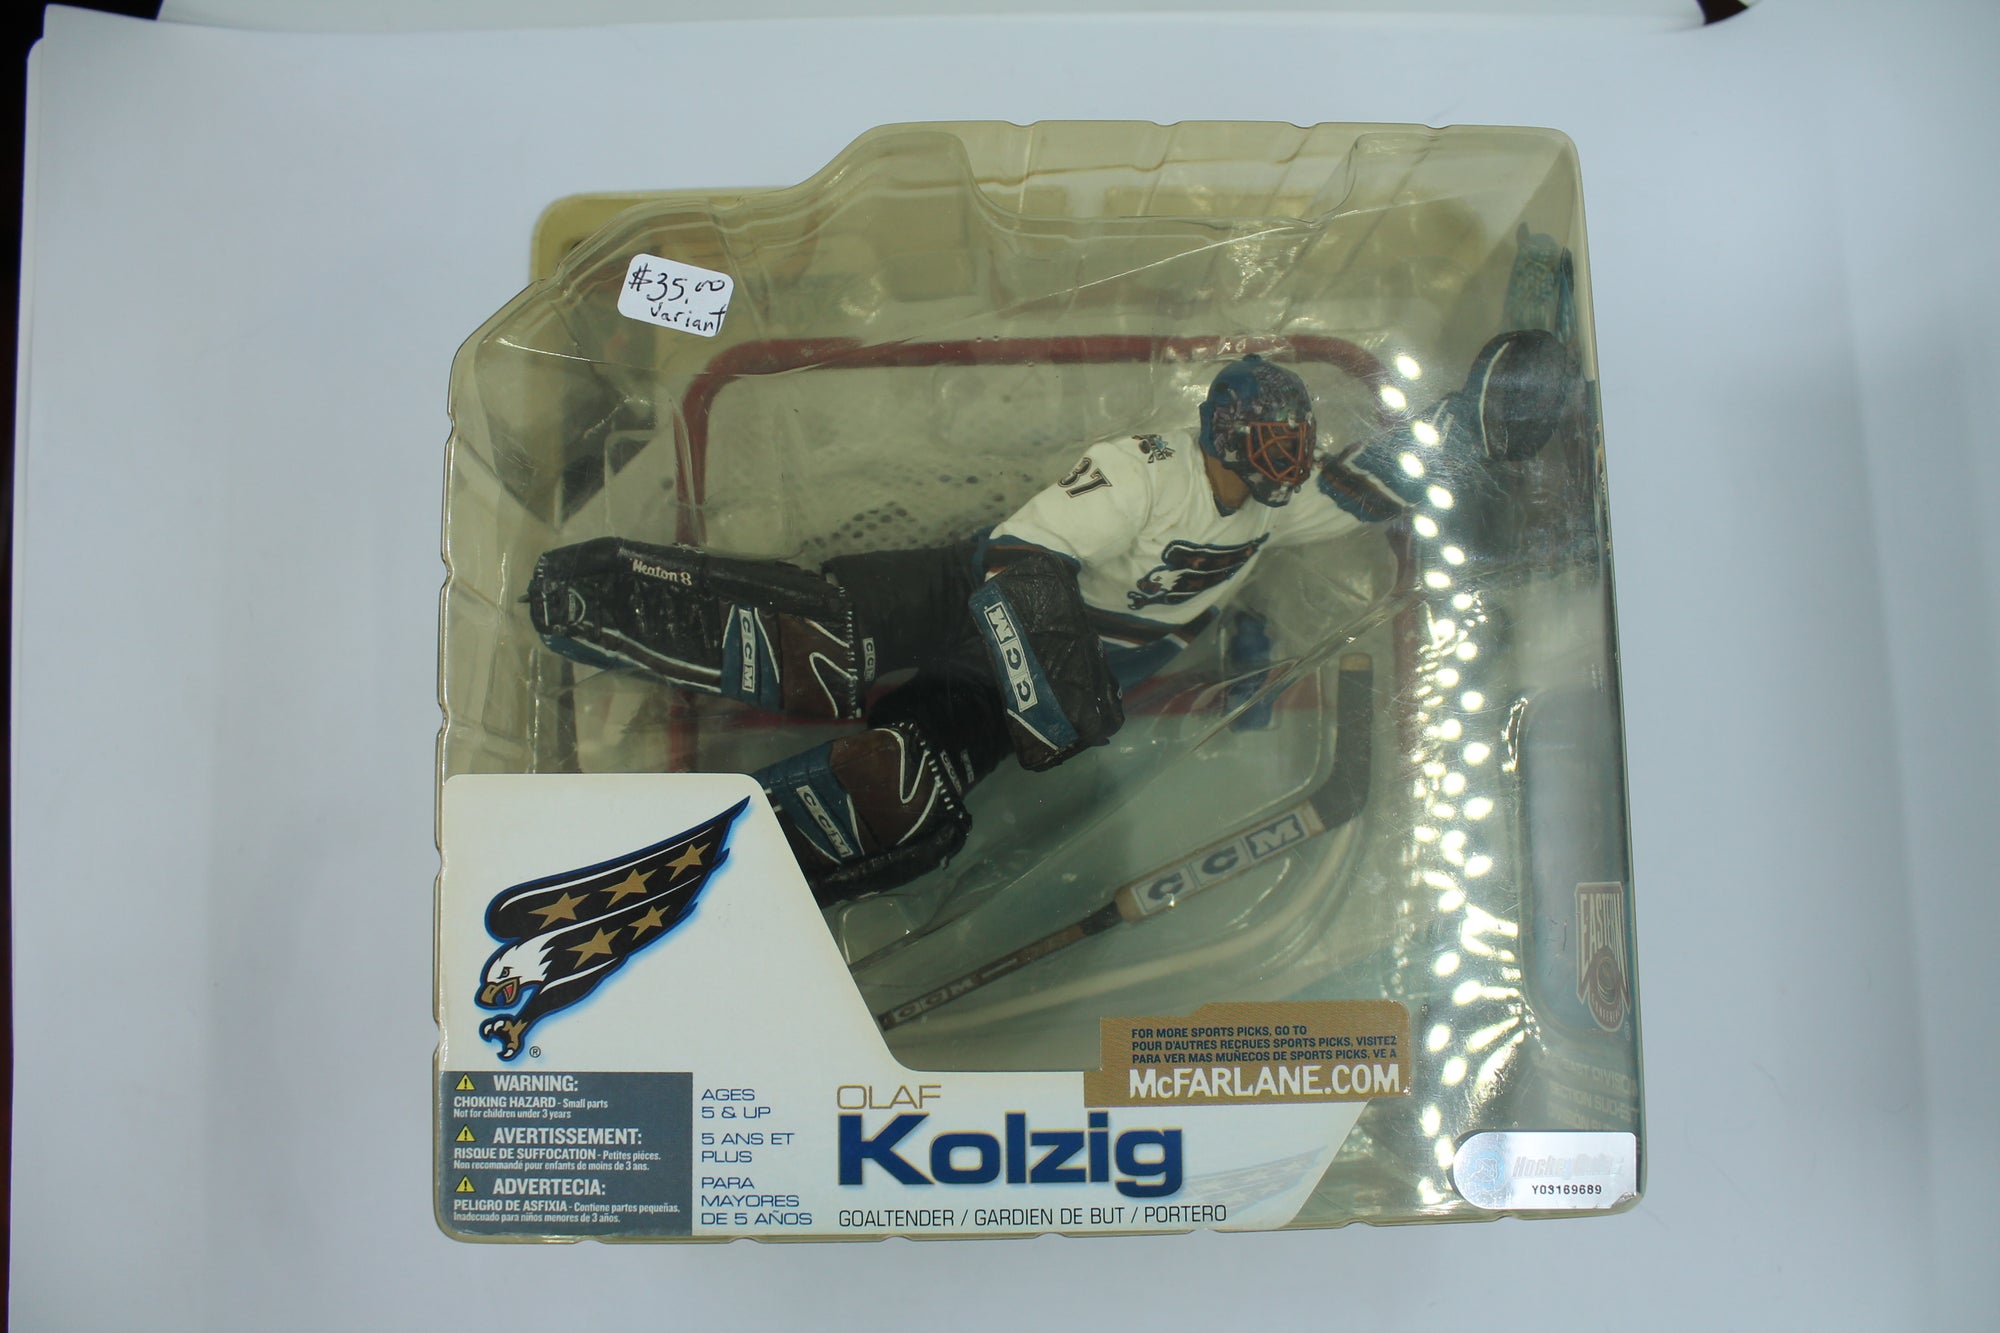 $35.00
Variant
37
Heaton 8
CCM
CCM
CCM
CCM
CCM
CCM
FOR MORE SPORTS PICKS, GO TO
POUR D'AUTRES RECRUES SPORTS PICKS, VISITEZ
PARA VER MAS MUÑECOS DE SPORTS PICKS, VE A
McFARLANE.COM
EASTERN
CONFERENCE
®
®
WARNING:
CHOKING HAZARD - Small parts
Not for children under 3 years
AVERTISSEMENT:
RISQUE DE SUFFOCATION - Petites pièces.
Non recommandé pour enfants de moins de 3 ans.
ADVERTECIA:
PELIGRO DE ASFIXIA - Contiene partes pequeñas.
Inadecuado para niños menores de 3 años.
AGES
5 & UP
5 ANS ET
PLUS
PARA
MAYORES
DE 5 AÑOS
OLAF
Kolzig
GOALTENDER / GARDIEN DE BUT / PORTERO
Y03169689